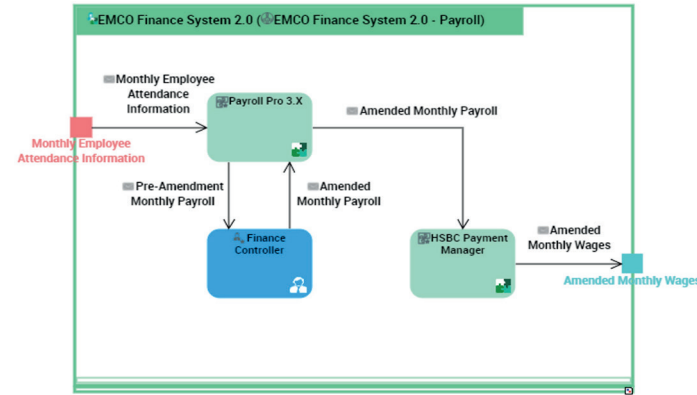 EMCO Finance System 2.0 (EMCO Finance System 2.0 - Payroll)
Monthly Employee
Attendance
Information
Payroll Pro 3.X
Amended Monthly Payroll
Monthly Employee
Attendance Information
Pre-Amendment
Monthly Payroll
Amended
Monthly Payroll
Finance
Controller
HSBC Payment
Manager
Amended
Monthly Wages
Amended Monthly Wages